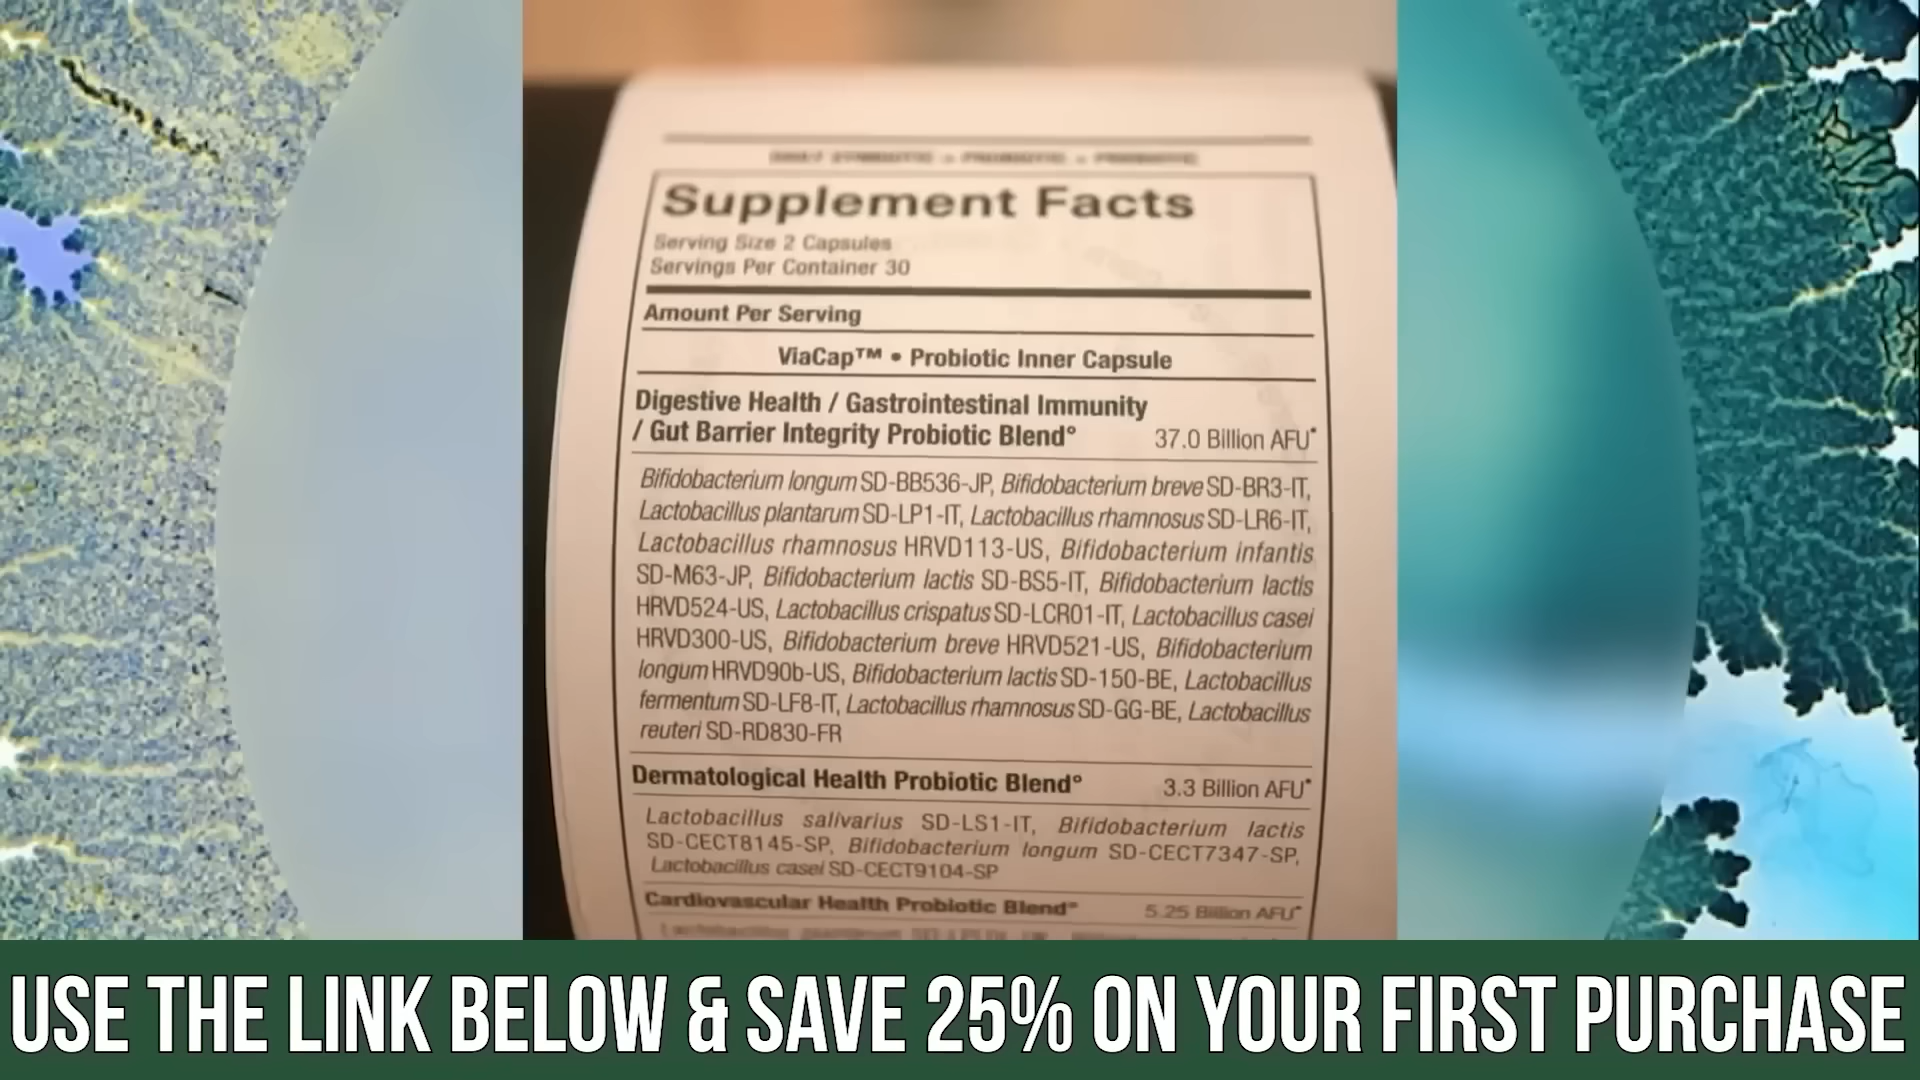 Supplement Facts
Serving Size 2 Capsules
Servings Per Container 30
Amount Per Serving
ViaCap™ • Probiotic Inner Capsule
Digestive Health / Gastrointestinal Immunity
/ Gut Barrier Integrity Probiotic Blend° 37.0 Billion AFU*
Bifidobacterium longum SD-BB536-JP, Bifidobacterium breve SD-BR3-IT,
Lactobacillus plantarum SD-LP1-IT, Lactobacillus rhamnosus SD-LR6-IT,
Lactobacillus rhamnosus HRVD113-US, Bifidobacterium infantis
SD-M63-JP, Bifidobacterium lactis SD-BS5-IT, Bifidobacterium lactis
HRVD524-US, Lactobacillus crispatus SD-LCR01-IT, Lactobacillus casei
HRVD300-US, Bifidobacterium breve HRVD521-US, Bifidobacterium
longum HRVD90b-US, Bifidobacterium lactis SD-150-BE, Lactobacillus
fermentum SD-LF8-IT, Lactobacillus rhamnosus SD-GG-BE, Lactobacillus
reuteri SD-RD830-FR
Dermatological Health Probiotic Blend° 3.3 Billion AFU*
Lactobacillus salivarius SD-LS1-IT, Bifidobacterium lactis
SD-CECT8145-SP, Bifidobacterium longum SD-CECT7347-SP,
Lactobacillus casei SD-CECT9104-SP
Cardiovascular Health Probiotic Blend° 5.25 Billion AFU*
USE THE LINK BELOW & SAVE 25% ON YOUR FIRST PURCHASE